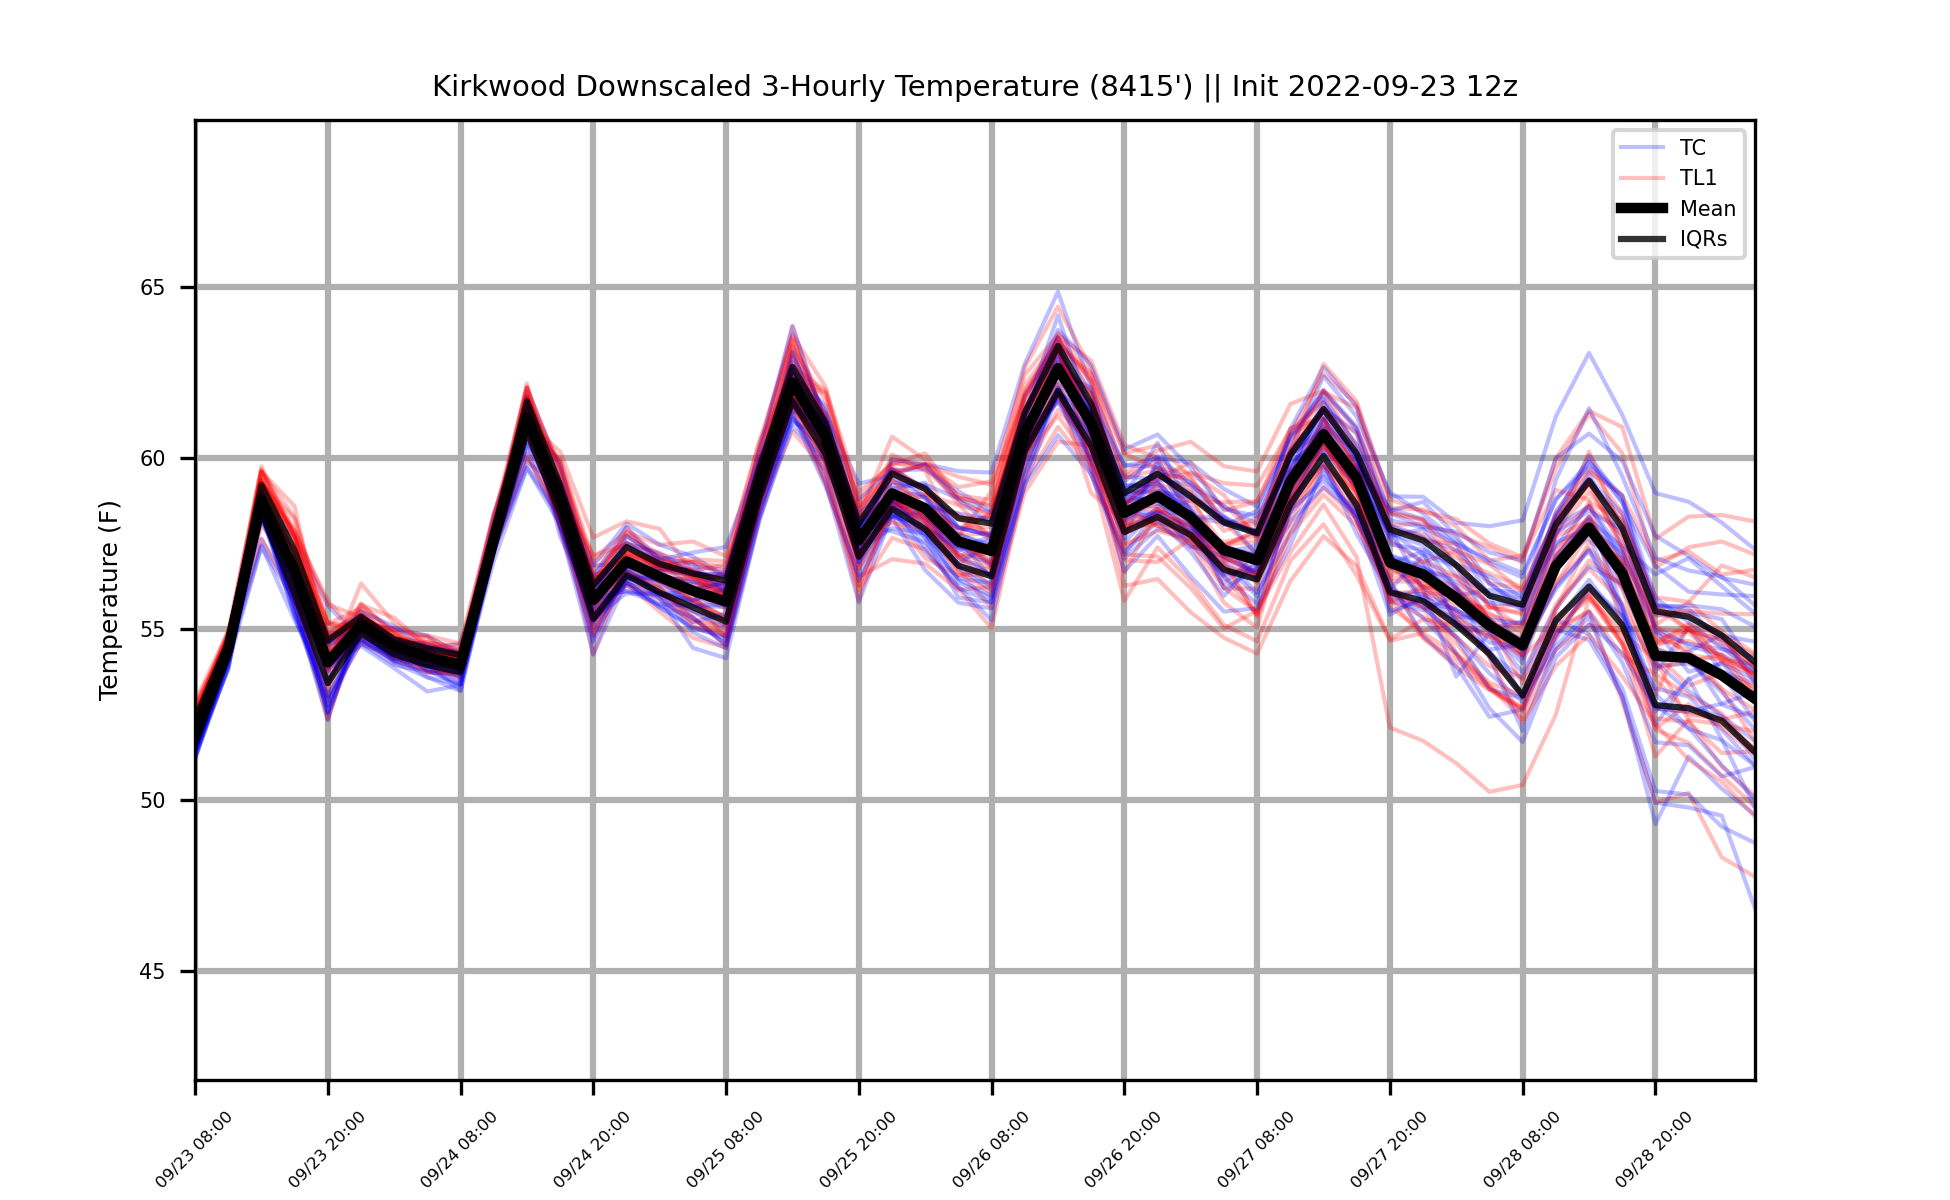 Kirkwood Downscaled 3-Hourly Temperature (8415') || Init 2022-09-23 12z
TC
TL1
Mean
IQRs
65
60
55
50
45
Temperature (F)
09/23 08:00
09/23 20:00
09/24 08:00
09/24 20:00
09/25 08:00
09/25 20:00
09/26 08:00
09/26 20:00
09/27 08:00
09/27 20:00
09/28 08:00
09/28 20:00